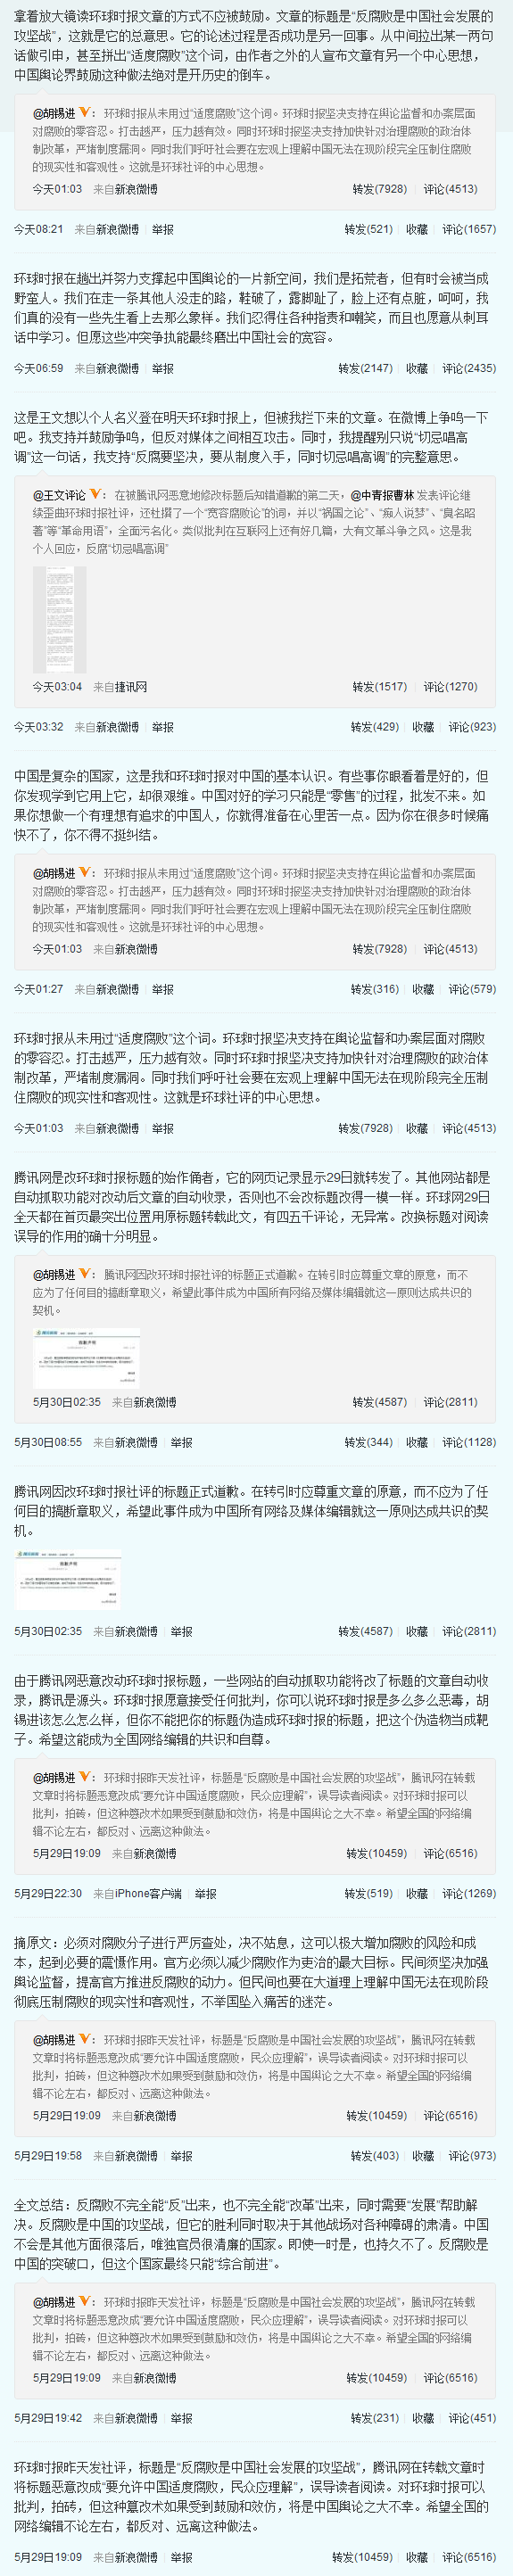 拿着放大镜读环球时报文章的方式不应被鼓励。文章的标题是“反腐败是中国社会发展的
攻坚战”，这就是它的总意思。它的论述过程是否成功是另一回事。从中间拉出某一两句
话做引申，甚至拼出“适度腐败”这个词，由作者之外的人宣布文章有另一个中心思想，
中国舆论界鼓励这种做法绝对是开历史的倒车。
@胡锡进：环球时报从未用过“适度腐败”这个词。环球时报坚决支持在舆论监督和办案层面
对腐败的零容忍。打击越严，压力越有效。同时环球时报坚决支持加快针对治理腐败的政治体
制改革，严堵制度漏洞。同时我们呼吁社会要在宏观上理解中国无法在现阶段完全压制住腐败
的现实性和客观性。这就是环球社评的中心思想。
今天01:03 来自新浪微博 转发(7928) 评论(4513)
今天08:21 来自新浪微博 举报 转发(521) 收藏 评论(1657)
环球时报在趟出并努力支撑起中国舆论的一片新空间，我们是拓荒者，但有时会被当成
野蛮人。我们在走一条其他人没走的路，鞋破了，露脚趾了，脸上还有点脏，呵呵，我
们真的没有一些先生看上去那么象样。我们忍得住各种指责和嘲笑，而且也愿意从刺耳
话中学习。但愿这些冲突争执能最终磨出中国社会的宽容。
今天06:59 来自新浪微博 举报 转发(2147) 收藏 评论(2435)
这是王文想以个人名义登在明天环球时报上，但被我拦下来的文章。在微博上争鸣一下
吧。我支持并鼓励争鸣，但反对媒体之间相互攻击。同时，我提醒别只说“切忌唱高
调”这一句话，我支持“反腐要坚决，要从制度入手，同时切忌唱高调”的完整意思。
@王文评论：在被腾讯网恶意地修改标题后知错道歉的第二天，@中青报曹林 发表评论继
续歪曲环球时报社评，还杜撰了一个“宽容腐败论”的词，并以“祸国之论”、“痴人说梦”、“臭名昭
著”等“革命用语”，全面污名化。类似批判在互联网上还有好几篇，大有文革斗争之风。这是我
个人回应，反腐“切忌唱高调”
今天03:04 来自捷讯网 转发(1517) 评论(1270)
今天03:32 来自新浪微博 举报 转发(429) 收藏 评论(923)
中国是复杂的国家，这是我和环球时报对中国的基本认识。有些事你眼看着是好的，但
你发现学到它用上它，却很艰难。中国对好的学习只能是“零售”的过程，批发不来。如
果你想做一个有理想有追求的中国人，你就得准备在心里苦一点。因为你在很多时候痛
快不了，你不得不挺纠结。
@胡锡进：环球时报从未用过“适度腐败”这个词。环球时报坚决支持在舆论监督和办案层面
对腐败的零容忍。打击越严，压力越有效。同时环球时报坚决支持加快针对治理腐败的政治体
制改革，严堵制度漏洞。同时我们呼吁社会要在宏观上理解中国无法在现阶段完全压制住腐败
的现实性和客观性。这就是环球社评的中心思想。
今天01:03 来自新浪微博 转发(7928) 评论(4513)
今天01:27 来自新浪微博 举报 转发(316) 收藏 评论(579)
环球时报从未用过“适度腐败”这个词。环球时报坚决支持在舆论监督和办案层面对腐败
的零容忍。打击越严，压力越有效。同时环球时报坚决支持加快针对治理腐败的政治体
制改革，严堵制度漏洞。同时我们呼吁社会要在宏观上理解中国无法在现阶段完全压制
住腐败的现实性和客观性。这就是环球社评的中心思想。
今天01:03 来自新浪微博 举报 转发(7928) 收藏 评论(4513)
腾讯网是改环球时报标题的始作俑者，它的网页记录显示29日就转发了。其他网站都是
自动抓取功能对改动后文章的自动收录，否则也不会改标题改得一模一样。环球网29日
全天都在首页最突出位置用原标题转载此文，有四五千评论，无异常。改换标题对阅读
误导的作用的确十分明显。
@胡锡进：腾讯网因改环球时报社评的标题正式道歉。在转引时应尊重文章的原意，而不
应为了任何目的搞断章取义，希望此事件成为中国所有网络及媒体编辑就这一原则达成共识的
契机。
5月30日02:35 来自新浪微博 转发(4587) 评论(2811)
5月30日08:55 来自新浪微博 举报 转发(344) 收藏 评论(1128)
腾讯网因改环球时报社评的标题正式道歉。在转引时应尊重文章的原意，而不应为了任
何目的搞断章取义，希望此事件成为中国所有网络及媒体编辑就这一原则达成共识的契
机。
5月30日02:35 来自新浪微博 举报 转发(4587) 收藏 评论(2811)
由于腾讯网恶意改动环球时报标题，一些网站的自动抓取功能将改了标题的文章自动收
录，腾讯是源头。环球时报愿意接受任何批判，你可以说环球时报是多么多么恶毒，胡
锡进该怎么怎么样，但你不能把你的标题伪造成环球时报的标题，把这个伪造物当成靶
子。希望这能成为全国网络编辑的共识和自尊。
@胡锡进：环球时报昨天发社评，标题是“反腐败是中国社会发展的攻坚战”，腾讯网在转载
文章时将标题恶意改成“要允许中国适度腐败，民众应理解”，误导读者阅读。对环球时报可以
批判，拍砖，但这种篡改术如果受到鼓励和效仿，将是中国舆论之大不幸。希望全国的网络编
辑不论左右，都反对、远离这种做法。
5月29日19:09 来自新浪微博 转发(10459) 评论(6516)
5月29日22:30 来自iPhone客户端 举报 转发(519) 收藏 评论(1269)
摘原文：必须对腐败分子进行严厉查处，决不姑息，这可以极大增加腐败的风险和成
本，起到必要的震慑作用。官方必须以减少腐败作为吏治的最大目标。民间须坚决加强
舆论监督，提高官方推进反腐败的动力。但民间也要在大道理上理解中国无法在现阶段
彻底压制腐败的现实性和客观性，不举国坠入痛苦的迷茫。
@胡锡进：环球时报昨天发社评，标题是“反腐败是中国社会发展的攻坚战”，腾讯网在转载
文章时将标题恶意改成“要允许中国适度腐败，民众应理解”，误导读者阅读。对环球时报可以
批判，拍砖，但这种篡改术如果受到鼓励和效仿，将是中国舆论之大不幸。希望全国的网络编
辑不论左右，都反对、远离这种做法。
5月29日19:09 来自新浪微博 转发(10459) 评论(6516)
5月29日19:58 来自新浪微博 举报 转发(403) 收藏 评论(973)
全文总结：反腐败不完全能“反”出来，也不完全能“改革”出来，同时需要“发展”帮助解
决。反腐败是中国的攻坚战，但它的胜利同时取决于其他战场对各种障碍的肃清。中国
不会是其他方面很落后，唯独官员很清廉的国家。即使一时是，也持久不了。反腐败是
中国的突破口，但这个国家最终只能“综合前进”。
@胡锡进：环球时报昨天发社评，标题是“反腐败是中国社会发展的攻坚战”，腾讯网在转载
文章时将标题恶意改成“要允许中国适度腐败，民众应理解”，误导读者阅读。对环球时报可以
批判，拍砖，但这种篡改术如果受到鼓励和效仿，将是中国舆论之大不幸。希望全国的网络编
辑不论左右，都反对、远离这种做法。
5月29日19:09 来自新浪微博 转发(10459) 评论(6516)
5月29日19:42 来自新浪微博 举报 转发(231) 收藏 评论(451)
环球时报昨天发社评，标题是“反腐败是中国社会发展的攻坚战”，腾讯网在转载文章时
将标题恶意改成“要允许中国适度腐败，民众应理解”，误导读者阅读。对环球时报可以
批判，拍砖，但这种篡改术如果受到鼓励和效仿，将是中国舆论之大不幸。希望全国的
网络编辑不论左右，都反对、远离这种做法。
5月29日19:09 来自新浪微博 举报 转发(10459) 收藏 评论(6516)